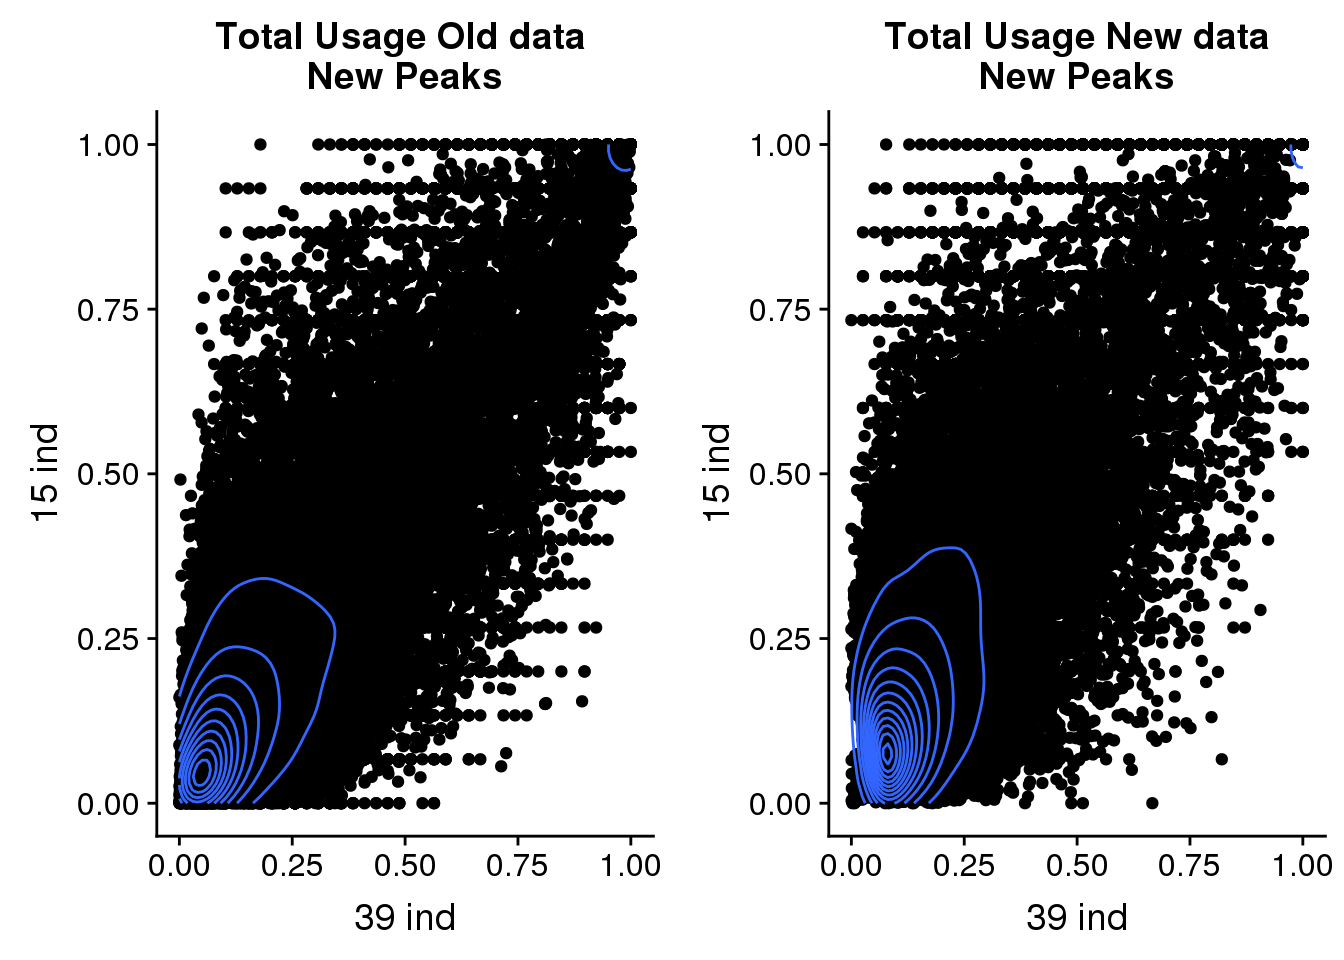 Total Usage Old data
New Peaks
15 ind
1.00
0.75
0.50
0.25
0.00
0.00 0.25 0.50 0.75 1.00
39 ind
Total Usage New data
New Peaks
15 ind
1.00
0.75
0.50
0.25
0.00
0.00 0.25 0.50 0.75 1.00
39 ind